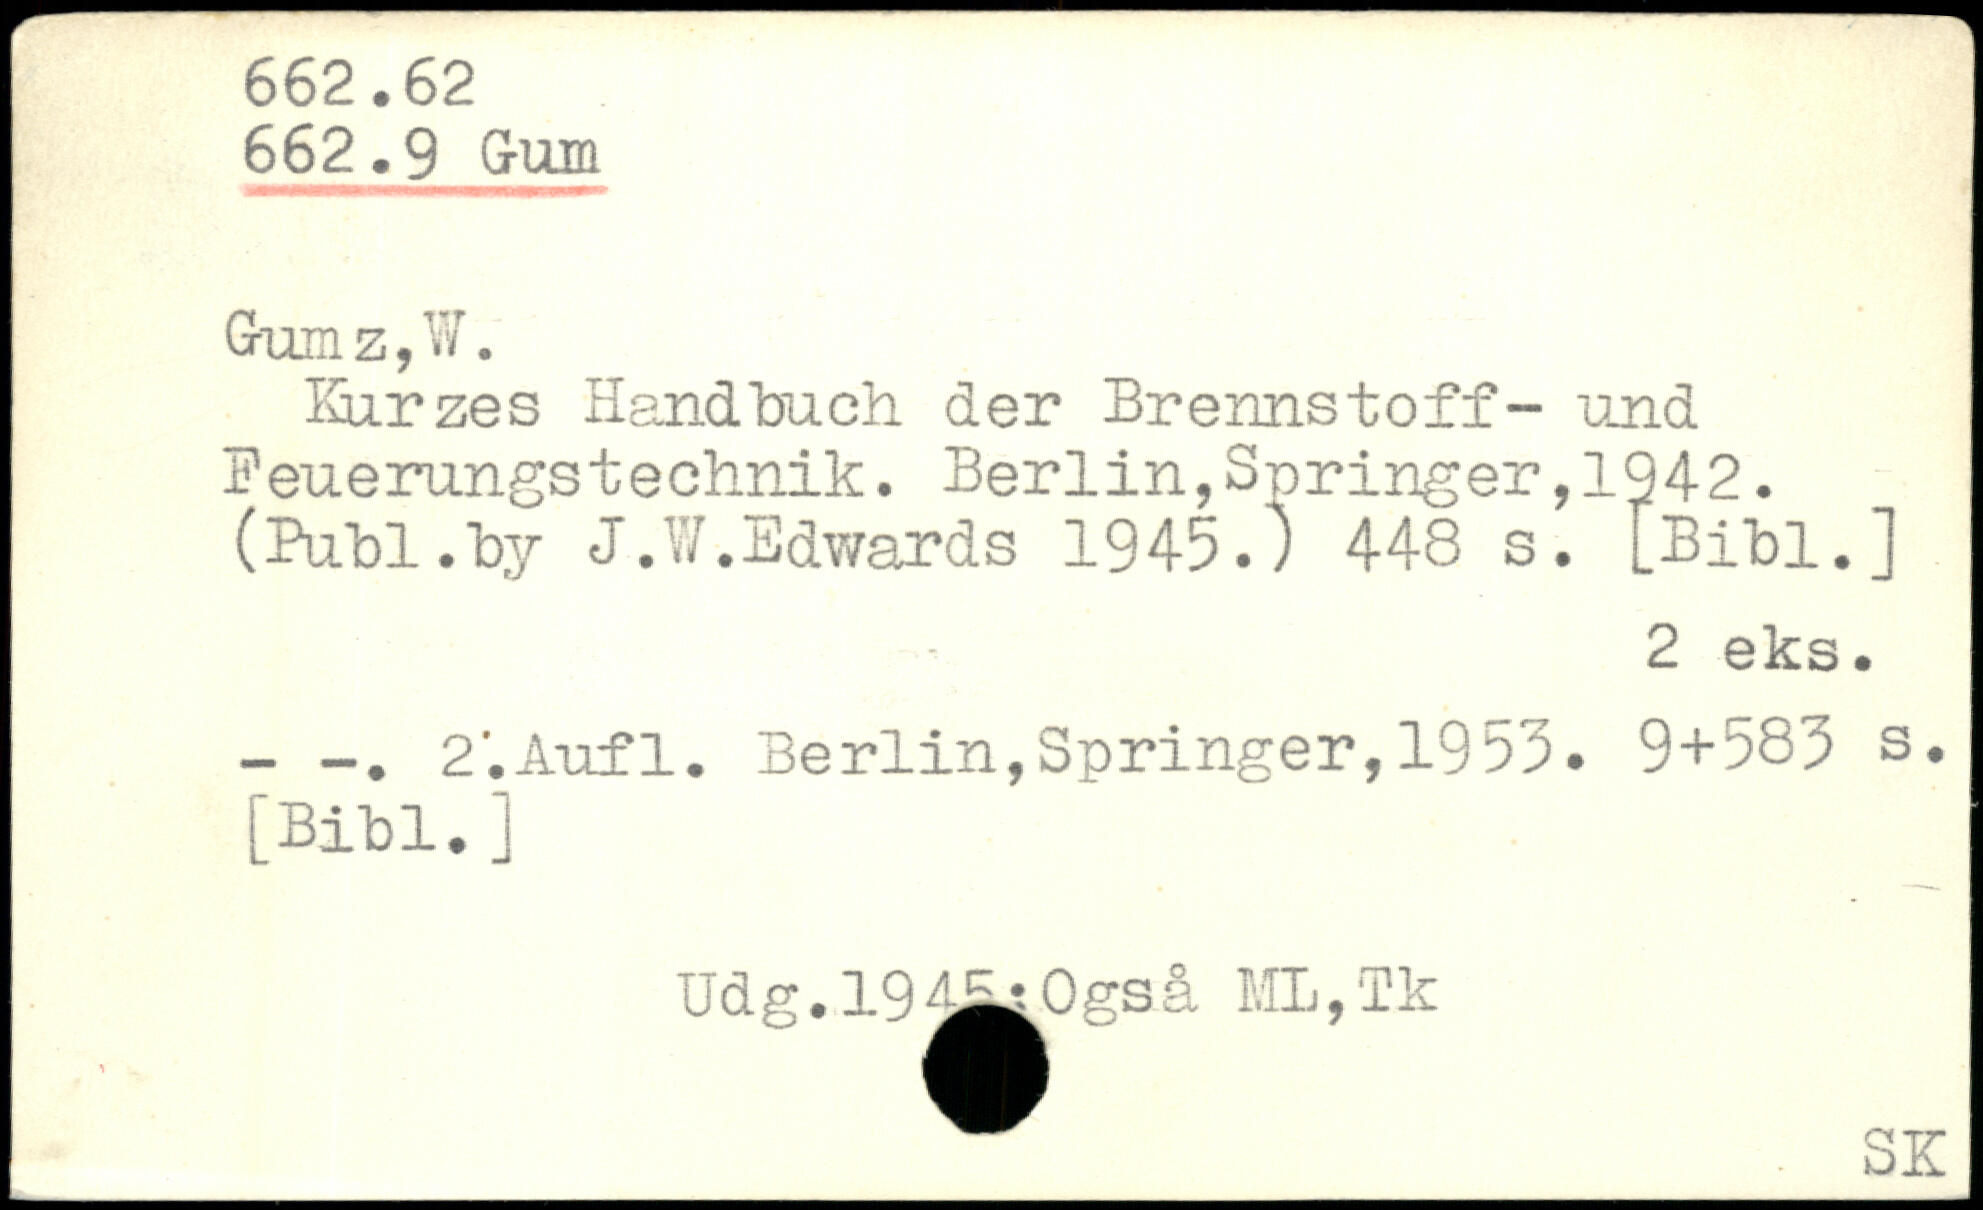 662.62
662.9 Gum
Gumz,W.
Kurzes Handbuch der Brennstoff- und
Feuerungstechnik. Berlin,Springer,1942.
(Publ.by J.W.Edwards 1945.) 448 s. [Bibl.]
2 eks.
- -. 2.Aufl. Berlin,Springer,1953. 9+583 s.
[Bibl.]
Udg.1945:Også ML,Tk
SK